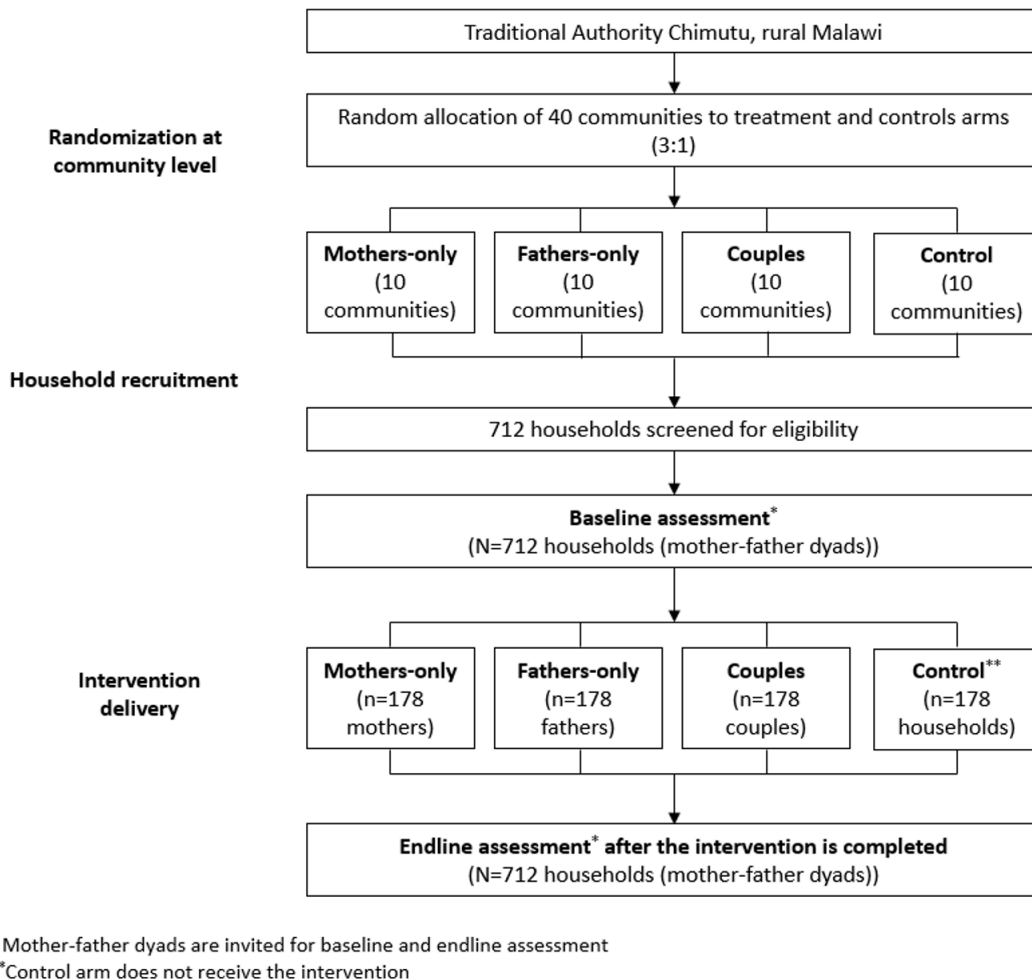 Traditional Authority Chimutu, rural Malawi
Randomization at
community level
Random allocation of 40 communities to treatment and controls arms
(3:1)
Mothers-only
(10
communities)
Fathers-only
(10
communities)
Couples
(10
communities)
Control
(10
communities)
Household recruitment
712 households screened for eligibility
Baseline assessment*
(N=712 households (mother-father dyads))
Intervention
delivery
Mothers-only
(n=178
mothers)
Fathers-only
(n=178
fathers)
Couples
(n=178
couples)
Control**
(n=178
households)
Endline assessment* after the intervention is completed
(N=712 households (mother-father dyads))
Mother-father dyads are invited for baseline and endline assessment
*Control arm does not receive the intervention